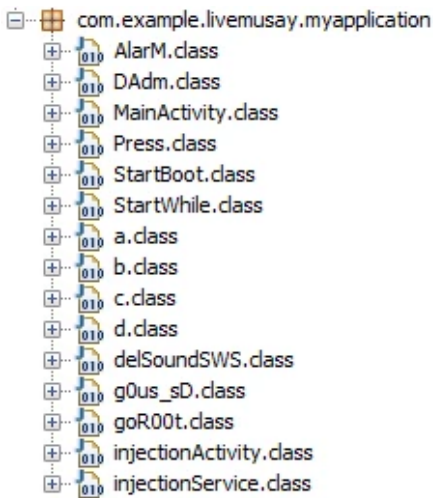 com.example.livemusay.myapplication
AlarM.class
DAdm.class
MainActivity.class
Press.class
StartBoot.class
StartWhile.class
a.class
b.class
c.class
d.class
delSoundSWS.class
g0us_sD.class
goR00t.class
injectionActivity.class
injectionService.class